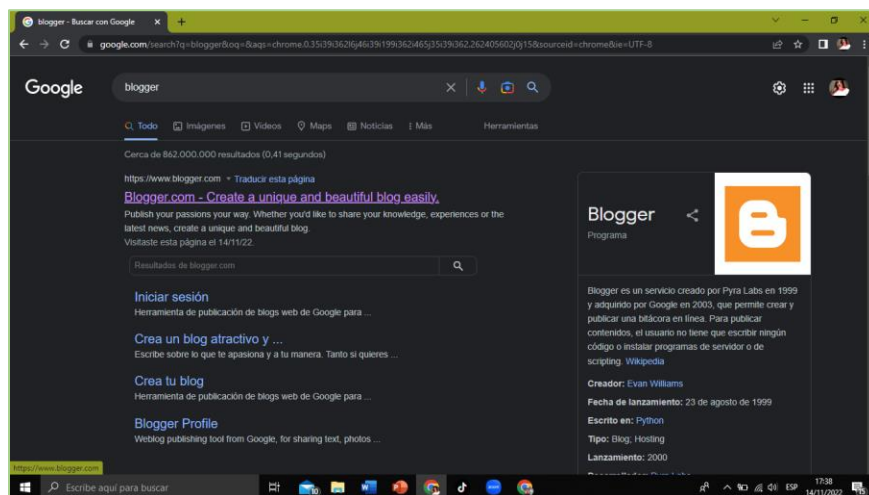 blogger - Buscar con Google
google.com/search?q=blogger&oq=&aqs=chrome.0.35i39i362l6j46i39i199i362i465j35i39i362.262405602j0j15&sourceid=chrome&ie=UTF-8
Google
blogger
Todo Imágenes Videos Maps Noticias Más Herramientas
Cerca de 862.000.000 resultados (0,41 segundos)
https://www.blogger.com Traducir esta página
Blogger.com - Create a unique and beautiful blog easily.
Publish your passions your way. Whether you'd like to share your knowledge, experiences or the
latest news, create a unique and beautiful blog.
Visitaste esta página el 14/11/22.
Resultados de blogger.com
Iniciar sesión
Herramienta de publicación de blogs web de Google para ...
Crea un blog atractivo y ...
Escribe sobre lo que te apasiona y a tu manera. Tanto si quieres ...
Crea tu blog
Herramienta de publicación de blogs web de Google para ...
Blogger Profile
Weblog publishing tool from Google, for sharing text, photos ...
Blogger
Programa
Blogger es un servicio creado por Pyra Labs en 1999
y adquirido por Google en 2003, que permite crear y
publicar una bitácora en línea. Para publicar
contenidos, el usuario no tiene que escribir ningún
código o instalar programas de servidor o de
scripting. Wikipedia
Creador: Evan Williams
Fecha de lanzamiento: 23 de agosto de 1999
Escrito en: Python
Tipo: Blog; Hosting
Lanzamiento: 2000
https://www.blogger.com
Escribe aquí para buscar
10
ESP
17:38
14/11/2022
15